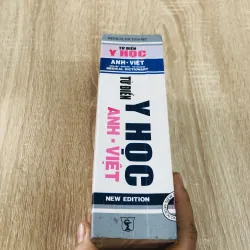 TỪ ĐIỂN
Y HỌC
ANH - VIỆT
MEDICAL DICTIONARY
TỪ ĐIỂN
Y HỌC
ANH - VIỆT
NEW EDITION